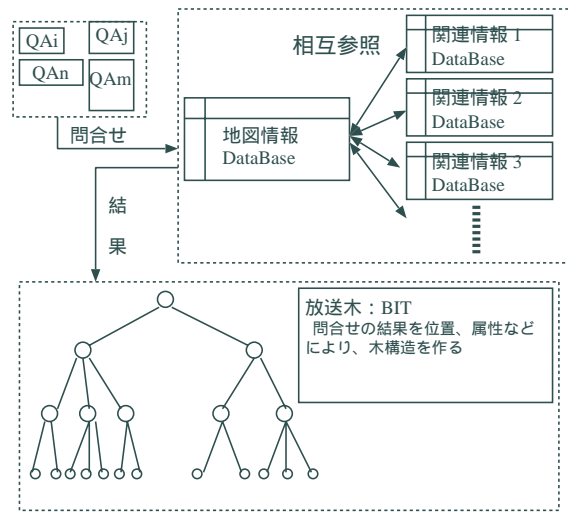 QAi
QAj
QAn
QAm
問合せ
相互参照
地図情報
DataBase
関連情報 1
DataBase
関連情報 2
DataBase
関連情報 3
DataBase
結
果
放送木：BIT
問合せの結果を位置、属性など
により、木構造を作る